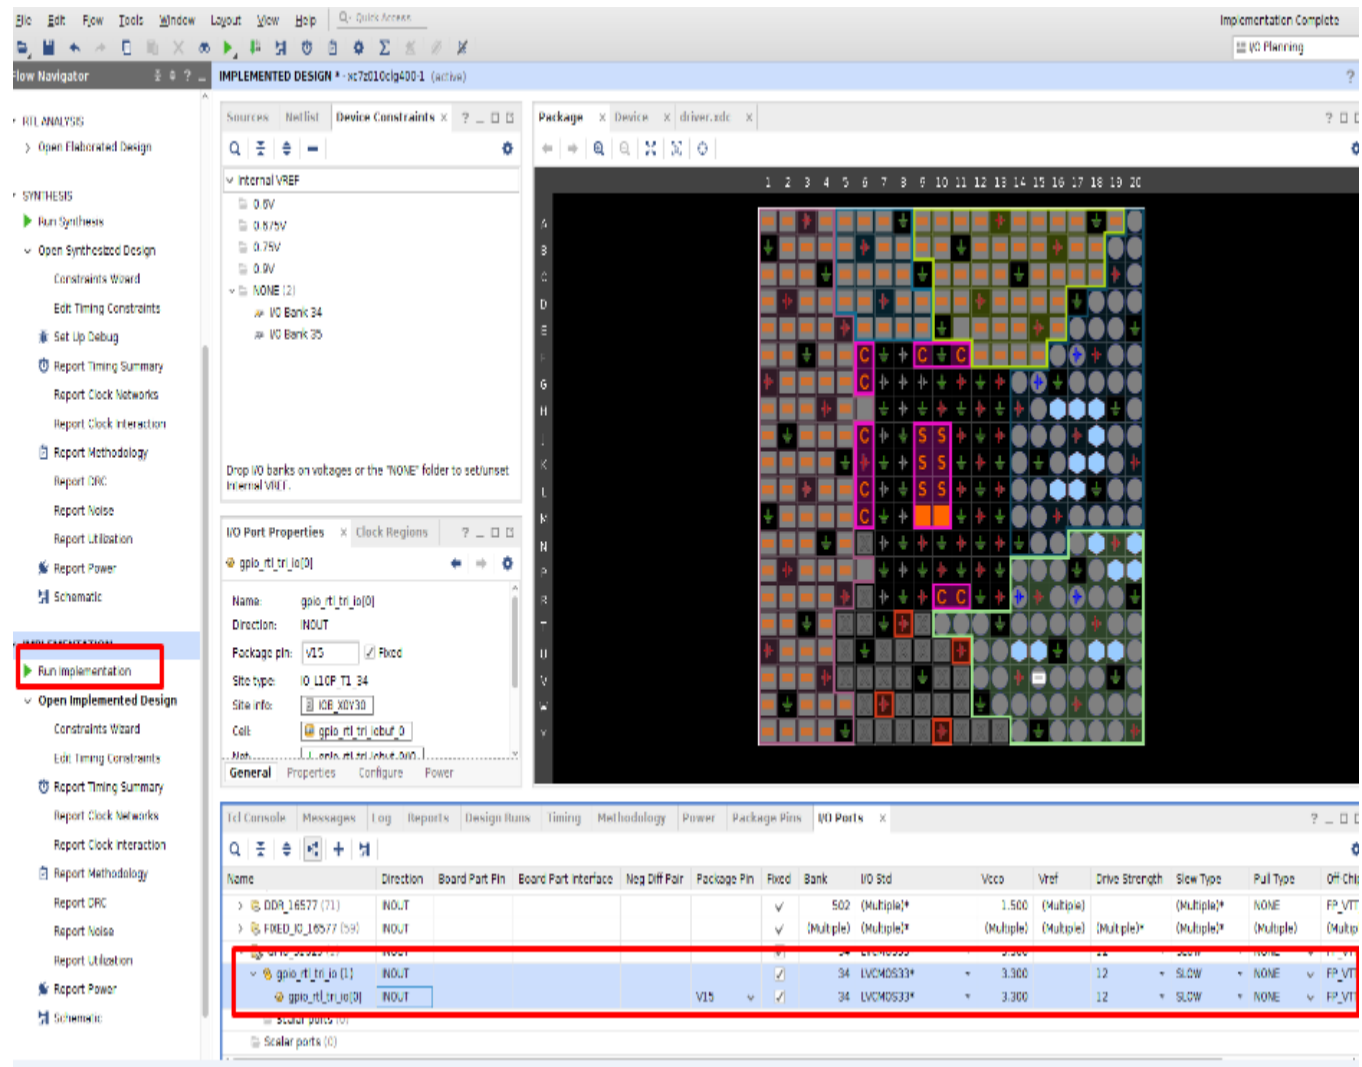 File Edit Flow Tools Window Layout View Help Quick Access Implementation Complete
I/O Planning
Flow Navigator
IMPLEMENTED DESIGN * - xc7z010clg400-1 (active)
RTL ANALYSIS
Open Elaborated Design
SYNTHESIS
Run Synthesis
Open Synthesized Design
Constraints Wizard
Edit Timing Constraints
Set Up Debug
Report Timing Summary
Report Clock Networks
Report Clock Interaction
Report Methodology
Report DRC
Report Noise
Report Utilization
Report Power
Schematic
IMPLEMENTATION
Run Implementation
Open Implemented Design
Constraints Wizard
Edit Timing Constraints
Report Timing Summary
Report Clock Networks
Report Clock Interaction
Report Methodology
Report DRC
Report Noise
Report Utilization
Report Power
Schematic
Sources Netlist Device Constraints
Internal VREF
0.6V
0.675V
0.75V
0.9V
NONE (2)
I/O Bank 34
I/O Bank 35
Drop I/O banks on voltages or the "NONE" folder to set/unset
Internal VREF.
I/O Port Properties Clock Regions
gpio_rtl_tri_io[0]
Name: gpio_rtl_tri_io[0]
Direction: INOUT
Package pin: V15 Fixed
Site type: IO_L10P_T1_34
Site info: IOB_X0Y30
Cell: gpio_rtl_tri_iobuf_0
General Properties Configure Power
Package Device driver.xdc
1 2 3 4 5 6 7 8 9 10 11 12 13 14 15 16 17 18 19 20
A
B
C
D
E
F
G
H
J
K
L
M
N
P
R
T
U
V
W
Y
C C C
C
C S S
C S S
C S S
C
C C
Tcl Console Messages Log Reports Design Runs Timing Methodology Power Package Pins I/O Ports
Name Direction Board Part Pin Board Part Interface Neg Diff Pair Package Pin Fixed Bank I/O Std Vcco Vref Drive Strength Slew Type Pull Type Off-Chip
DDR_16577 (71) INOUT 502 (Multiple)* 1.500 (Multiple) (Multiple)* NONE FP_VTT
FIXED_IO_16577 (59) INOUT (Multiple) (Multiple)* (Multiple) (Multiple) (Multiple)* (Multiple)* (Multiple) (Multip
gpio_rtl_tri_io (1) INOUT 34 LVCMOS33* 3.300 12 SLOW NONE FP_VTT
gpio_rtl_tri_io[0] INOUT V15 34 LVCMOS33* 3.300 12 SLOW NONE FP_VTT
Scalar ports (0)
Scalar ports (0)